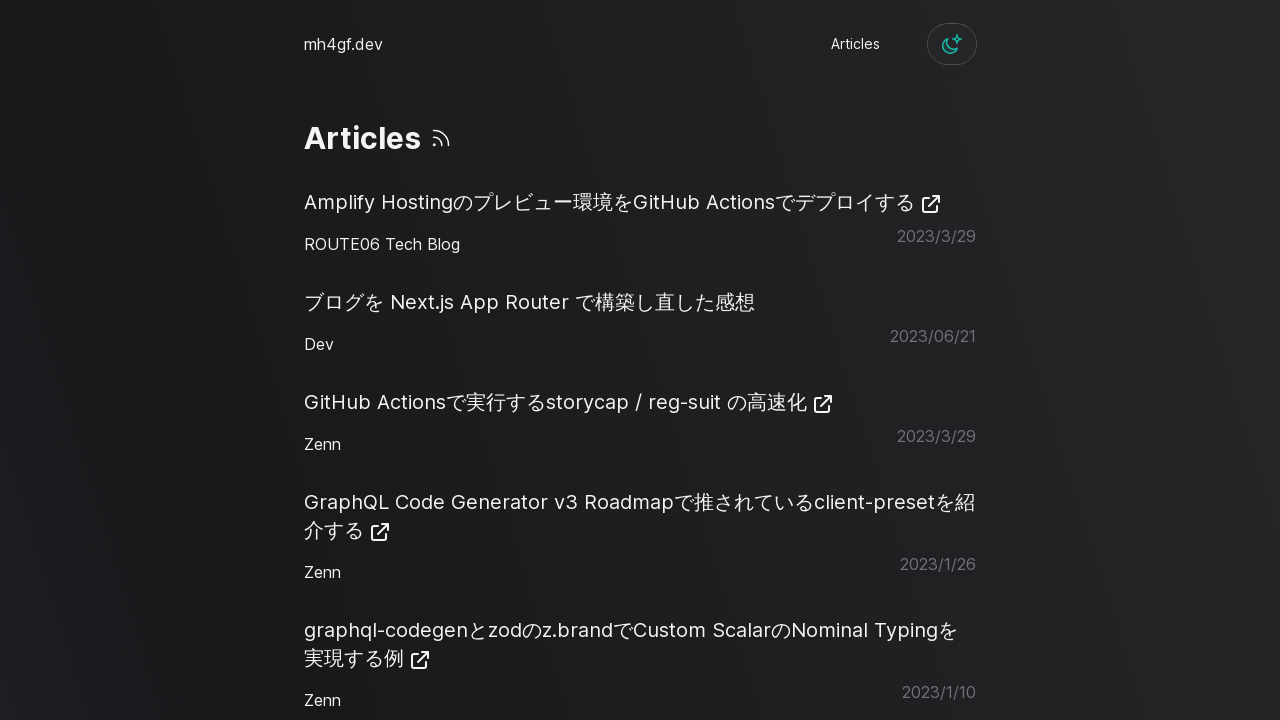 mh4gf.dev
Articles
Articles
Amplify Hostingのプレビュー環境をGitHub Actionsでデプロイする
ROUTE06 Tech Blog
2023/3/29
ブログを Next.js App Router で構築し直した感想
Dev
2023/06/21
GitHub Actionsで実行するstorycap / reg-suit の高速化
Zenn
2023/3/29
GraphQL Code Generator v3 Roadmapで推されているclient-presetを紹
介する
Zenn
2023/1/26
graphql-codegenとzodのz.brandでCustom ScalarのNominal Typingを
実現する例
Zenn
2023/1/10